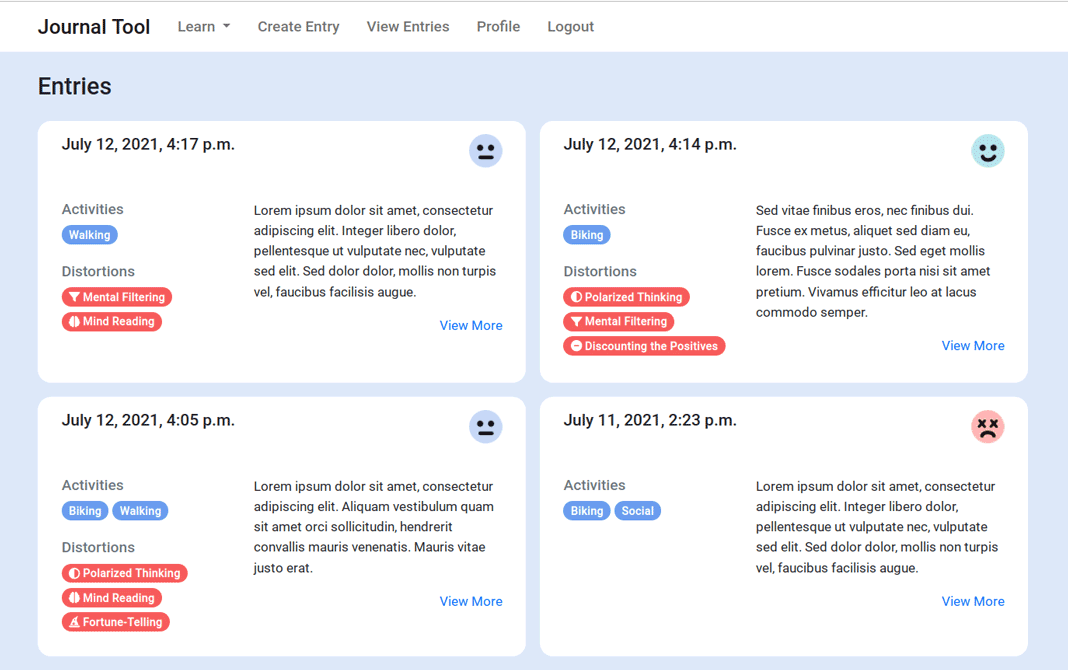 Journal Tool Learn Create Entry View Entries Profile Logout
Entries
July 12, 2021, 4:17 p.m.
Activities
Walking
Distortions
Mental Filtering
Mind Reading
Lorem ipsum dolor sit amet, consectetur
adipiscing elit. Integer libero dolor,
pellentesque ut vulputate nec, vulputate
sed elit. Sed dolor dolor, mollis non turpis
vel, faucibus facilisis augue.
View More
July 12, 2021, 4:14 p.m.
Activities
Biking
Distortions
Polarized Thinking
Mental Filtering
Discounting the Positives
Sed vitae finibus eros, nec finibus dui.
Fusce ex metus, aliquet sed diam eu,
faucibus pulvinar justo. Sed eget mollis
lorem. Fusce sodales porta nisi sit amet
pretium. Vivamus efficitur leo at lacus
commodo semper.
View More
July 12, 2021, 4:05 p.m.
Activities
Biking Walking
Distortions
Polarized Thinking
Mind Reading
Fortune-Telling
Lorem ipsum dolor sit amet, consectetur
adipiscing elit. Aliquam vestibulum quam
sit amet orci sollicitudin, hendrerit
convallis mauris venenatis. Mauris vitae
justo erat.
View More
July 11, 2021, 2:23 p.m.
Activities
Biking Social
Lorem ipsum dolor sit amet, consectetur
adipiscing elit. Integer libero dolor,
pellentesque ut vulputate nec, vulputate
sed elit. Sed dolor dolor, mollis non turpis
vel, faucibus facilisis augue.
View More